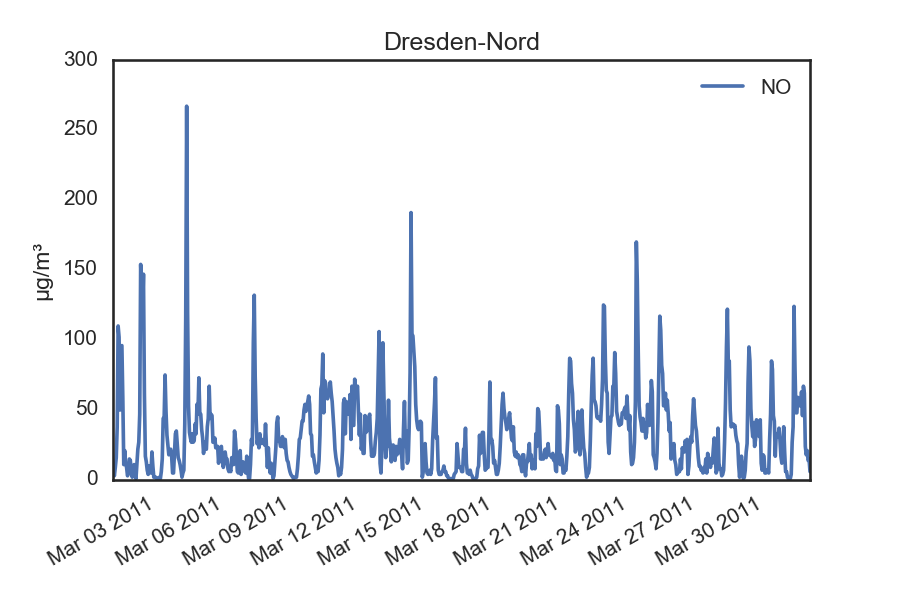 Dresden-Nord
300
250
200
150
100
50
0
µg/m³
NO
Mar 03 2011
Mar 06 2011
Mar 09 2011
Mar 12 2011
Mar 15 2011
Mar 18 2011
Mar 21 2011
Mar 24 2011
Mar 27 2011
Mar 30 2011